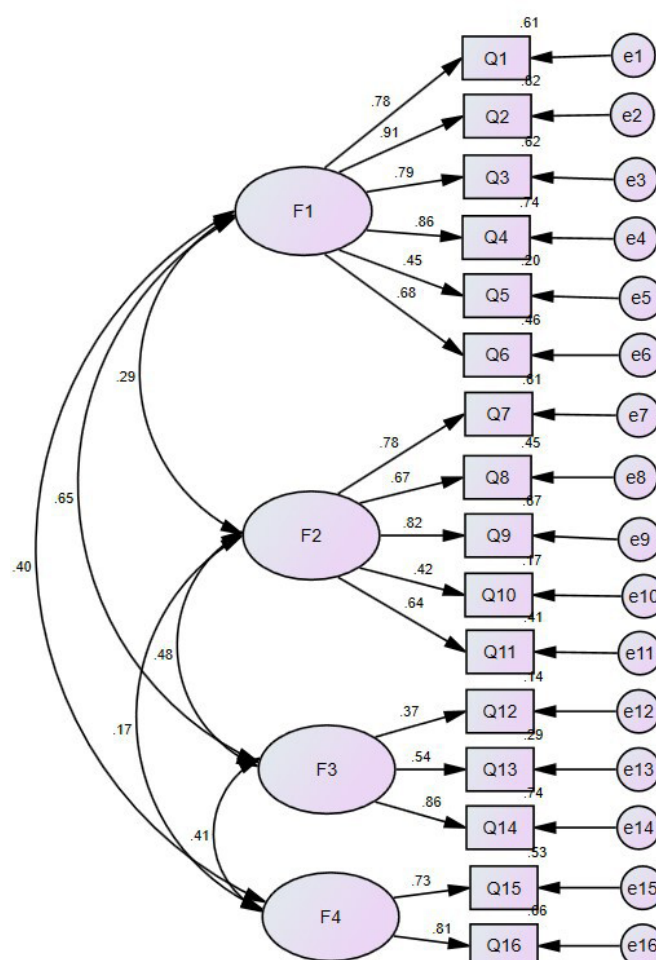 .61
Q1
e1
.82
Q2
e2
.78
.91
.62
Q3
e3
.79
.74
F1
Q4
e4
.86
.20
.45
Q5
e5
.68
.46
Q6
e6
.29
.61
Q7
e7
.78
.45
.67
Q8
e8
.65
.67
F2
.82
Q9
e9
.17
.40
.42
Q10
e10
.64
.41
Q11
e11
.48
.14
.37
Q12
e12
.17
.29
F3
.54
Q13
e13
.74
.86
Q14
e14
.41
.53
.73
Q15
e15
.66
F4
.81
Q16
e16